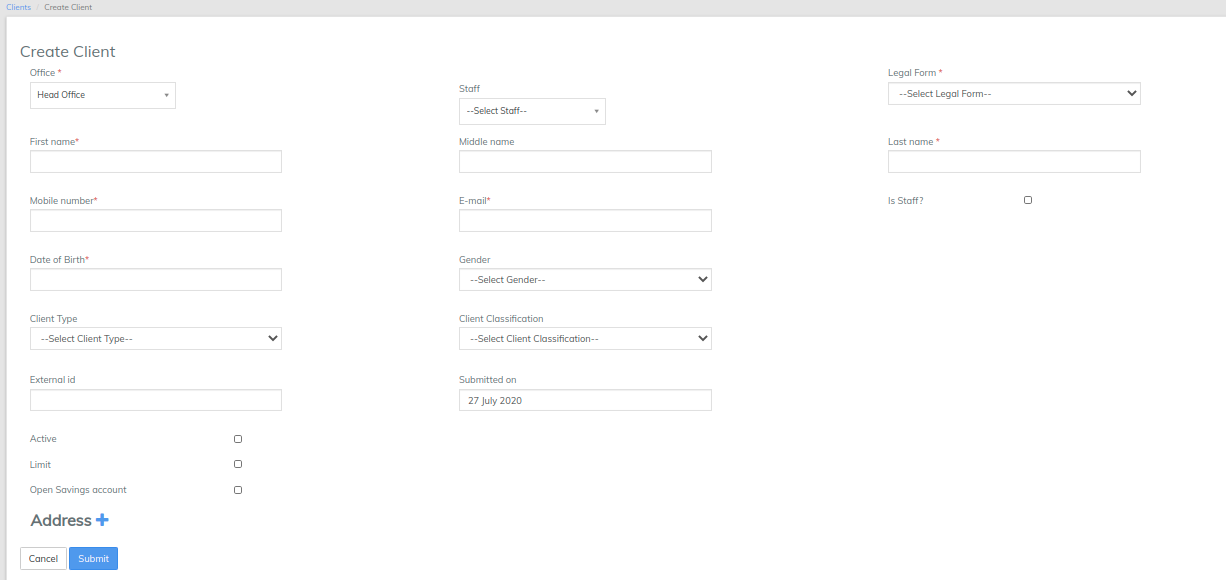 Clients / Create Client
Create Client
Office *
Head Office
Staff
--Select Staff--
Legal Form *
--Select Legal Form--
First name*
Middle name
Last name *
Mobile number*
E-mail*
Is Staff?
Date of Birth*
Gender
--Select Gender--
Client Type
--Select Client Type--
Client Classification
--Select Client Classification--
External id
Submitted on
27 July 2020
Active
Limit
Open Savings account
Address
Cancel Submit